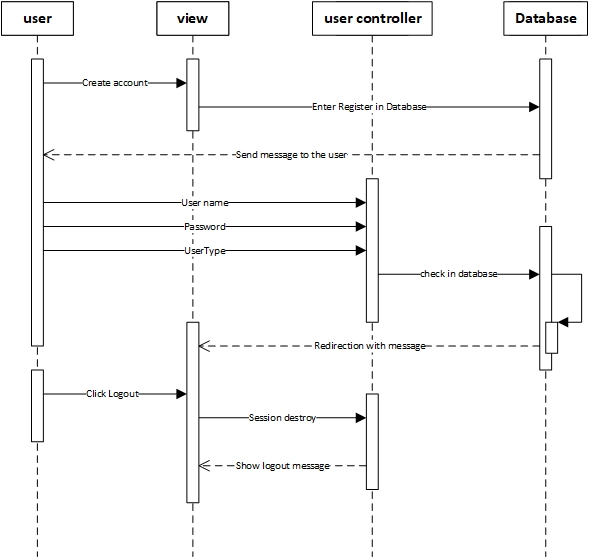 user
view
user controller
Database
Create account
Enter Register in Database
Send message to the user
User name
Password
UserType
check in database
Redirection with message
Click Logout
Session destroy
Show logout message